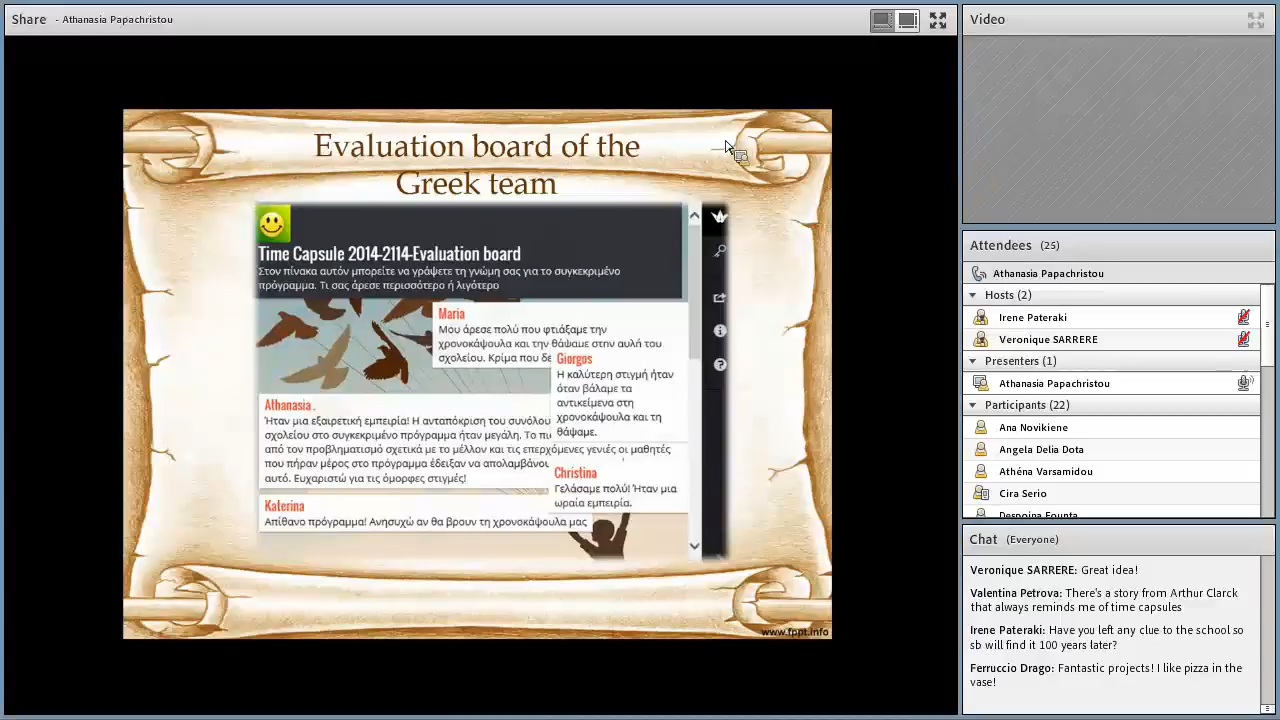 Share - Athanasia Papachristou
Evaluation board of the
Greek team
Time Capsule 2014-2114-Evaluation board
Στον πίνακα αυτόν μπορείτε να γράψετε τη γνώμη σας για το συγκεκριμένο
πρόγραμμα. Τι σας άρεσε περισσότερο ή λιγότερο
Maria
Μου άρεσε πολύ που φτιάξαμε την
χρονοκάψουλα και την θάψαμε στην αυλή του
σχολείου. Κρίμα που δε
Giorgos
Η καλύτερη στιγμή ήταν
όταν βάλαμε τα
αντικείμενα στη
χρονοκάψουλα και τη
θάψαμε.
Athanasia .
Ήταν μια εξαιρετική εμπειρία! Η ανταπόκριση του συνόλου
σχολείου στο συγκεκριμένο πρόγραμμα ήταν μεγάλη. Το
από τον προβληματισμό σχετικά με το μέλλον και τις επερχόμενες γενιές οι μαθητές
που πήραν μέρος στο πρόγραμμα έδειξαν να
αυτό. Ευχαριστώ για τις όμορφες στιγμές!
Christina
Γελάσαμε πολύ! Ήταν μια
ωραία εμπειρία.
Katerina
Απίθανο πρόγραμμα! Ανησυχώ αν θα βρουν τη χρονοκάψουλα μας
www.fppt.info
Video
Attendees (25)
Athanasia Papachristou
Hosts (2)
Irene Pateraki
Veronique SARRERE
Presenters (1)
Athanasia Papachristou
Participants (22)
Ana Novikiene
Angela Delia Dota
Athéna Varsamidou
Cira Serio
Despoina Founta
Chat (Everyone)
Veronique SARRERE: Great idea!
Valentina Petrova: There's a story from Arthur Clarck
that always reminds me of time capsules
Irene Pateraki: Have you left any clue to the school so
sb will find it 100 years later?
Ferruccio Drago: Fantastic projects! I like pizza in the
vase!